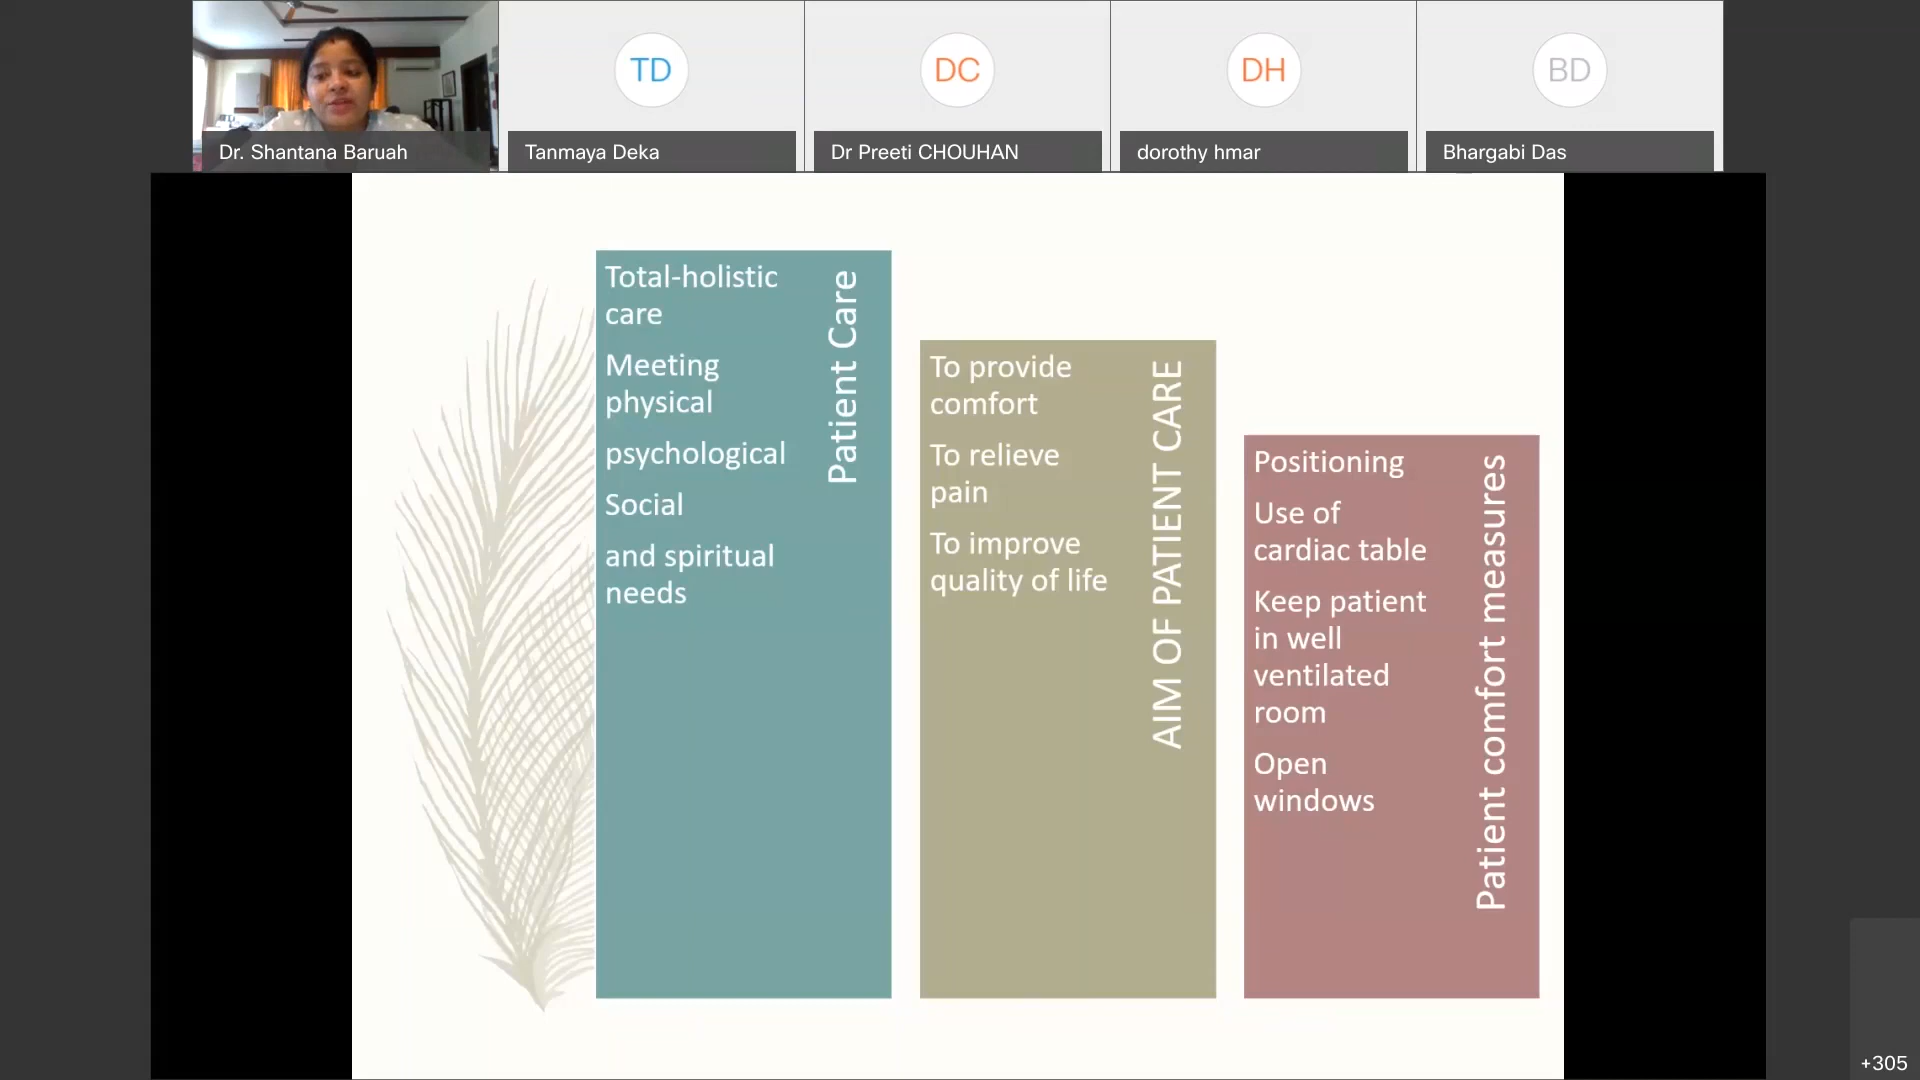 TD
DC
DH
BD
Dr. Shantana Baruah
Tanmaya Deka
Dr Preeti CHOUHAN
dorothy hmar
Bhargabi Das
Total-holistic
care
Meeting
physical
psychological
Social
and spiritual
needs
Patient Care
To provide
comfort
To relieve
pain
To improve
quality of life
AIM OF PATIENT CARE
Positioning
Use of
cardiac table
Keep patient
in well
ventilated
room
Open
windows
Patient comfort measures
+305